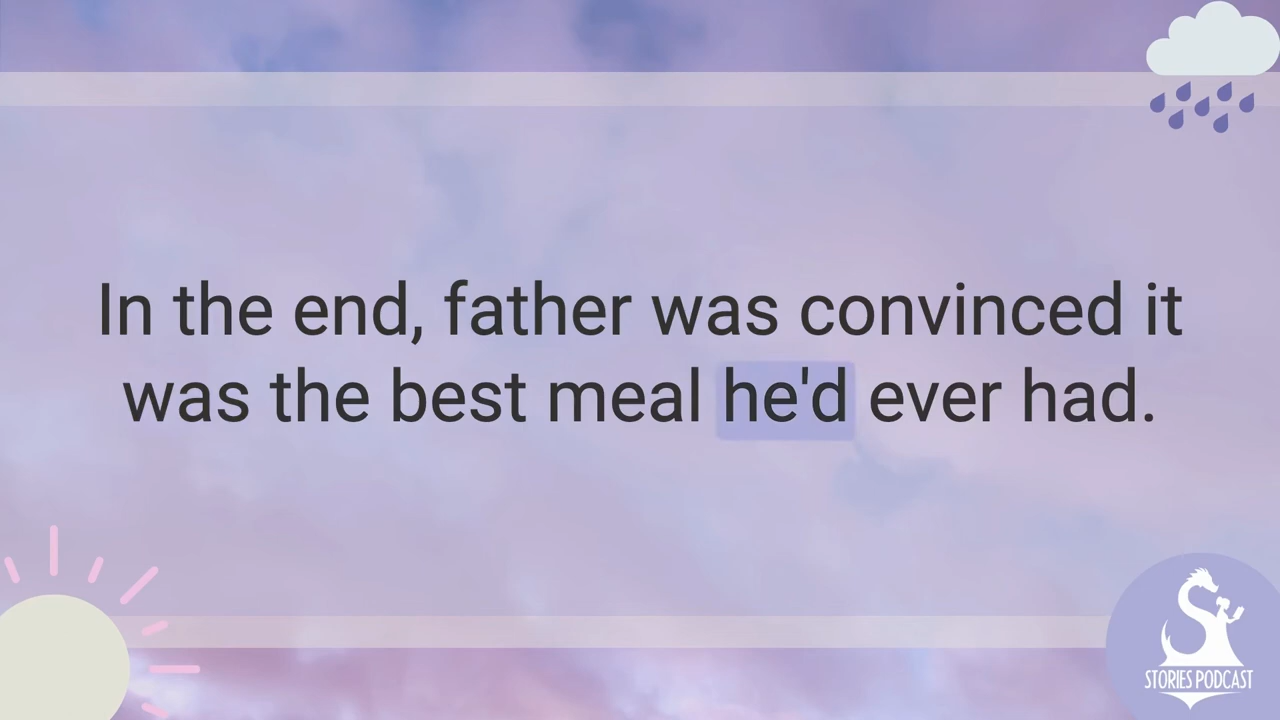 In the end, father was convinced it
was the best meal he'd ever had.
STORIES PODCAST